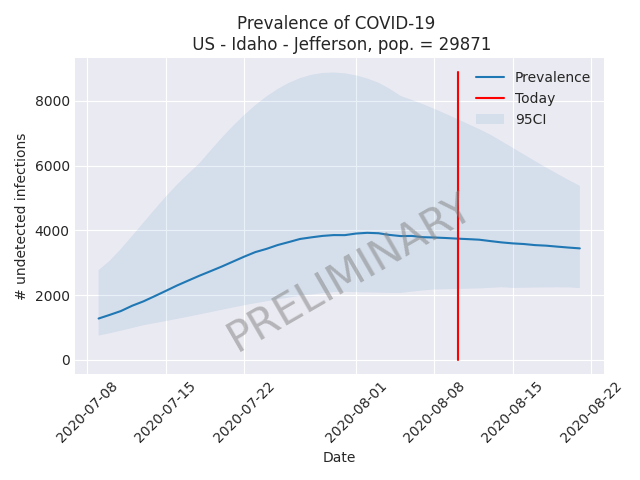 Prevalence of COVID-19
US - Idaho - Jefferson, pop. = 29871
Prevalence
Today
95CI
# undetected infections
8000
6000
4000
2000
0
PRELIMINARY
2020-07-08
2020-07-15
2020-07-22
2020-08-01
2020-08-08
2020-08-15
2020-08-22
Date